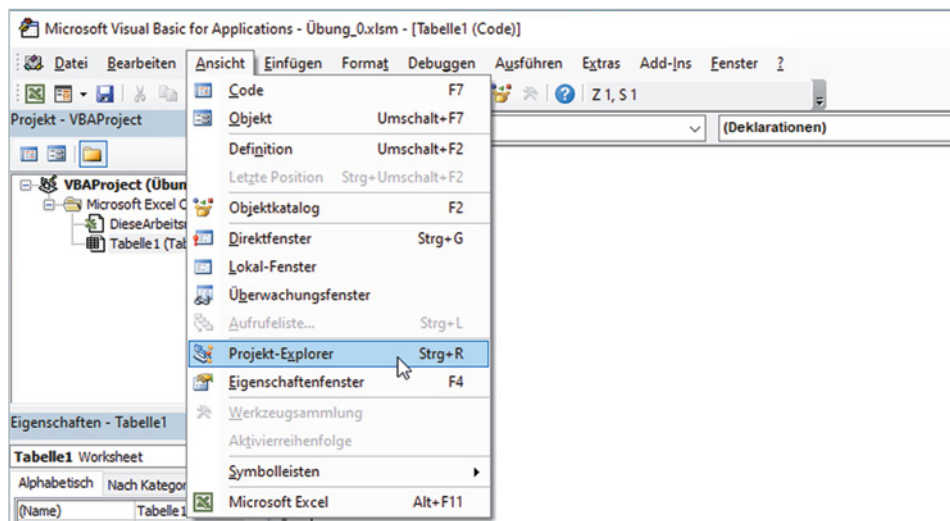 Microsoft Visual Basic for Applications - Übung_0.xlsm - [Tabelle1 (Code)]
Datei Bearbeiten Ansicht Einfügen Format Debuggen Ausführen Extras Add-Ins Fenster ?
Z 1, S 1
Projekt - VBAProject
(Deklarationen)
VBAProject (Übun
Microsoft Excel O
DieseArbeits
Tabelle1 (Tab
Code F7
Objekt Umschalt+F7
Definition Umschalt+F2
Letzte Position Strg+Umschalt+F2
Objektkatalog F2
Direktfenster Strg+G
Lokal-Fenster
Überwachungsfenster
Aufrufeliste... Strg+L
Projekt-Explorer Strg+R
Eigenschaftenfenster F4
Werkzeugsammlung
Aktivierreihenfolge
Symbolleisten
Microsoft Excel Alt+F11
Eigenschaften - Tabelle1
Tabelle1 Worksheet
Alphabetisch Nach Kategor
(Name) Tabelle1